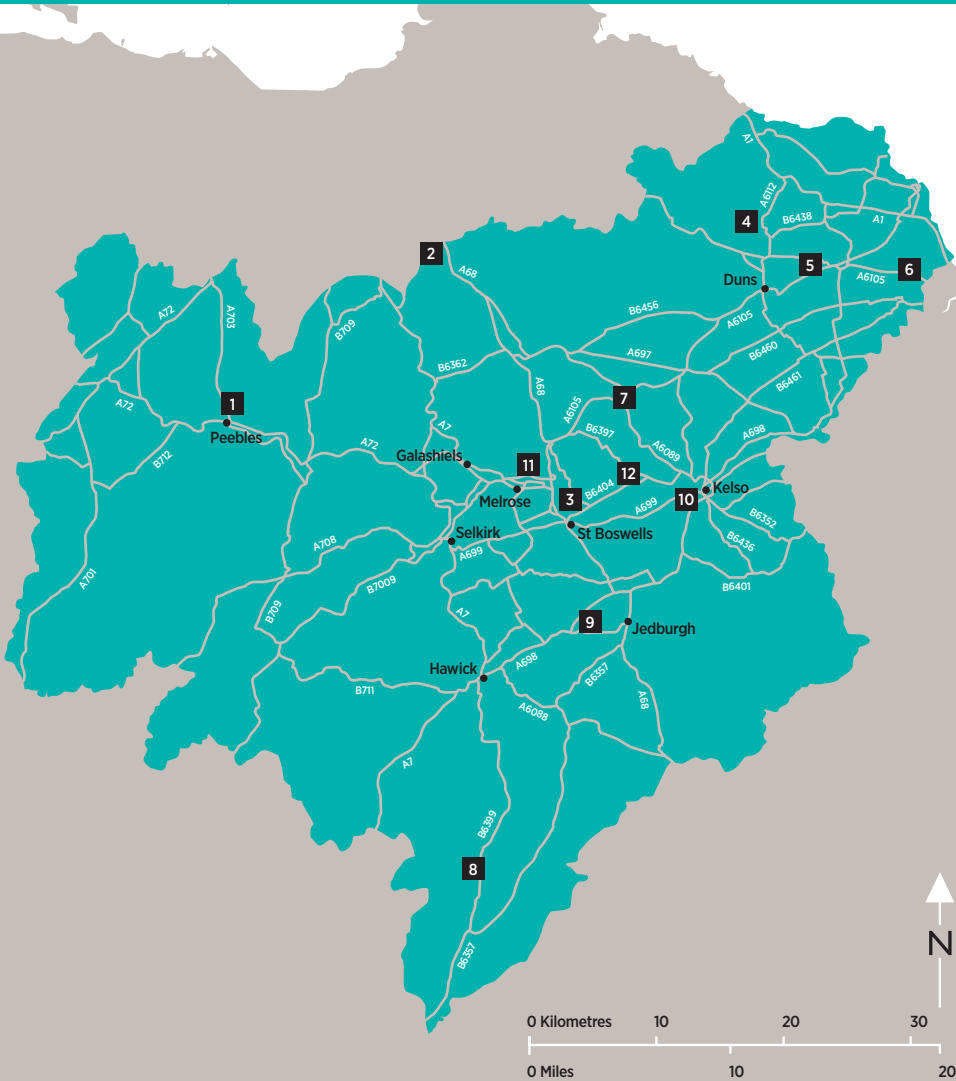 A1
A6112
4
B6438
A1
2
A68
5
6
A6105
Duns
A72
A703
B709
B6456
A6105
A697
B6460
B6362
B6461
A68
1
A72
Peebles
A6105
7
B6397
A698
A7
A72
A6089
B712
Galashiels
11
12
Melrose
3
B6404
A699
10
Kelso
B6352
Selkirk
St Boswells
B6436
A708
A699
A701
B7009
B6401
B709
A7
9
Jedburgh
Hawick
A698
B6357
B711
A6088
A68
A7
B6399
8
B6357
N
0 Kilometres 10 20 30
0 Miles 10 20